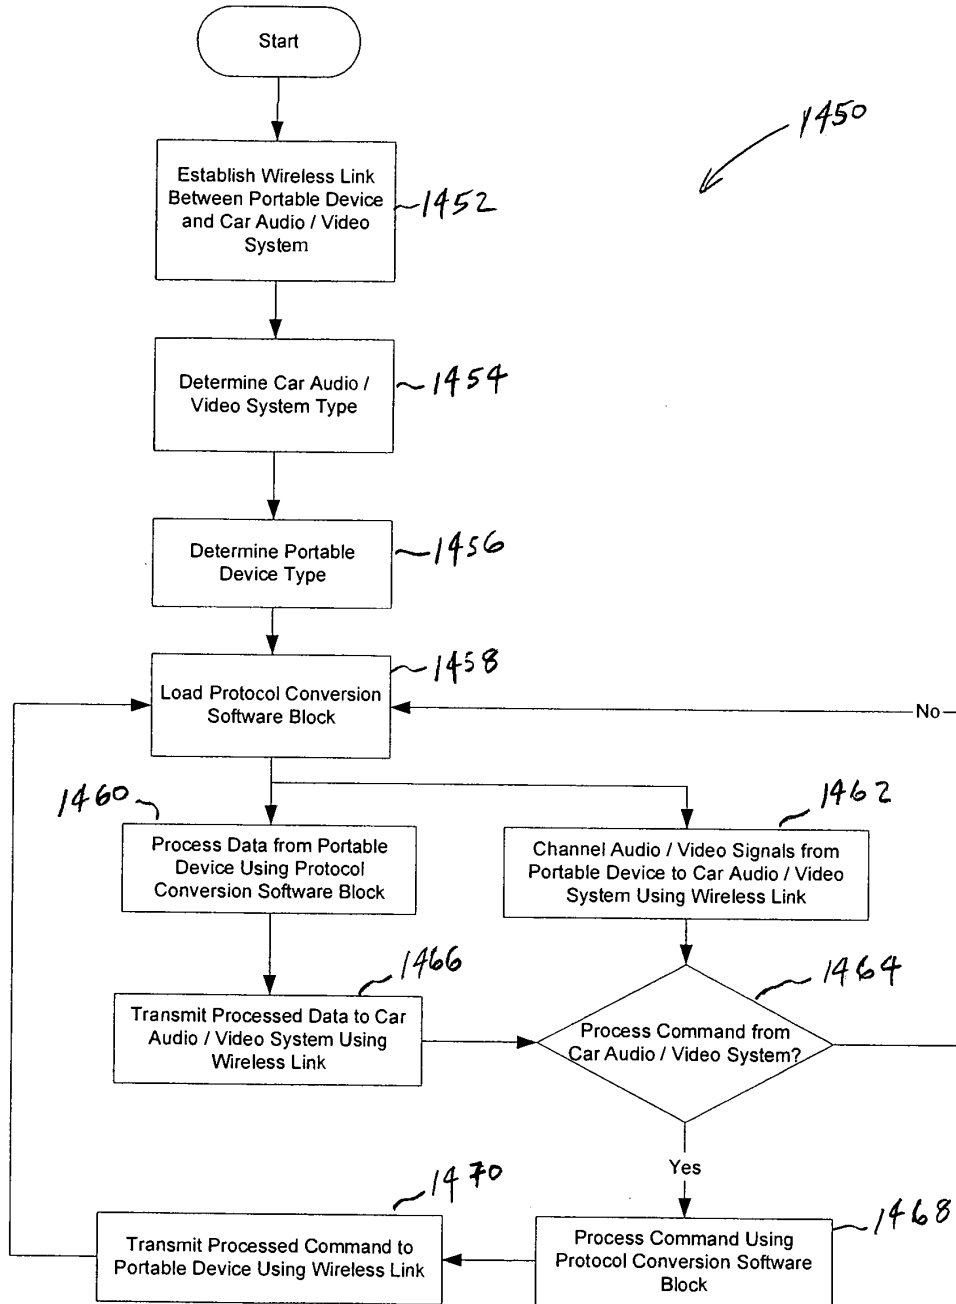 Start
1450
Establish Wireless Link
Between Portable Device
and Car Audio / Video
System
1452
Determine Car Audio /
Video System Type
1454
Determine Portable
Device Type
1456
Load Protocol Conversion
Software Block
1458
No
1460
Process Data from Portable
Device Using Protocol
Conversion Software Block
1462
Channel Audio / Video Signals from
Portable Device to Car Audio / Video
System Using Wireless Link
1466
Transmit Processed Data to Car
Audio / Video System Using
Wireless Link
1464
Process Command from
Car Audio / Video System?
Yes
1470
Transmit Processed Command to
Portable Device Using Wireless Link
1468
Process Command Using
Protocol Conversion Software
Block